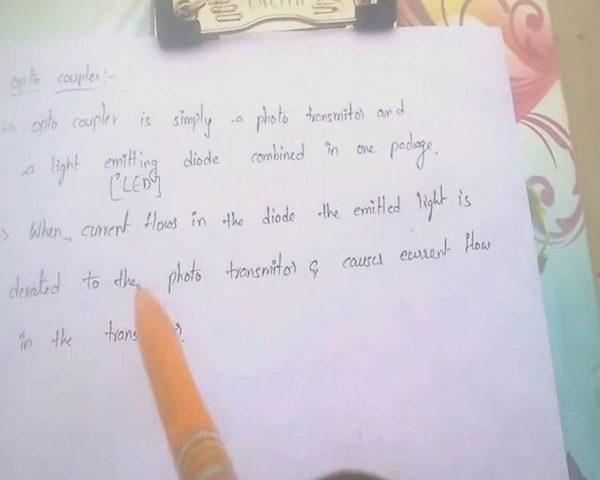 opto coupler:-
→ opto coupler is simply a photo transmitor and
a light emitting diode combined in one package.
[LED]
> When, current flows in the diode the emitted light is
derated to the photo transmitor & causes current flow
in the